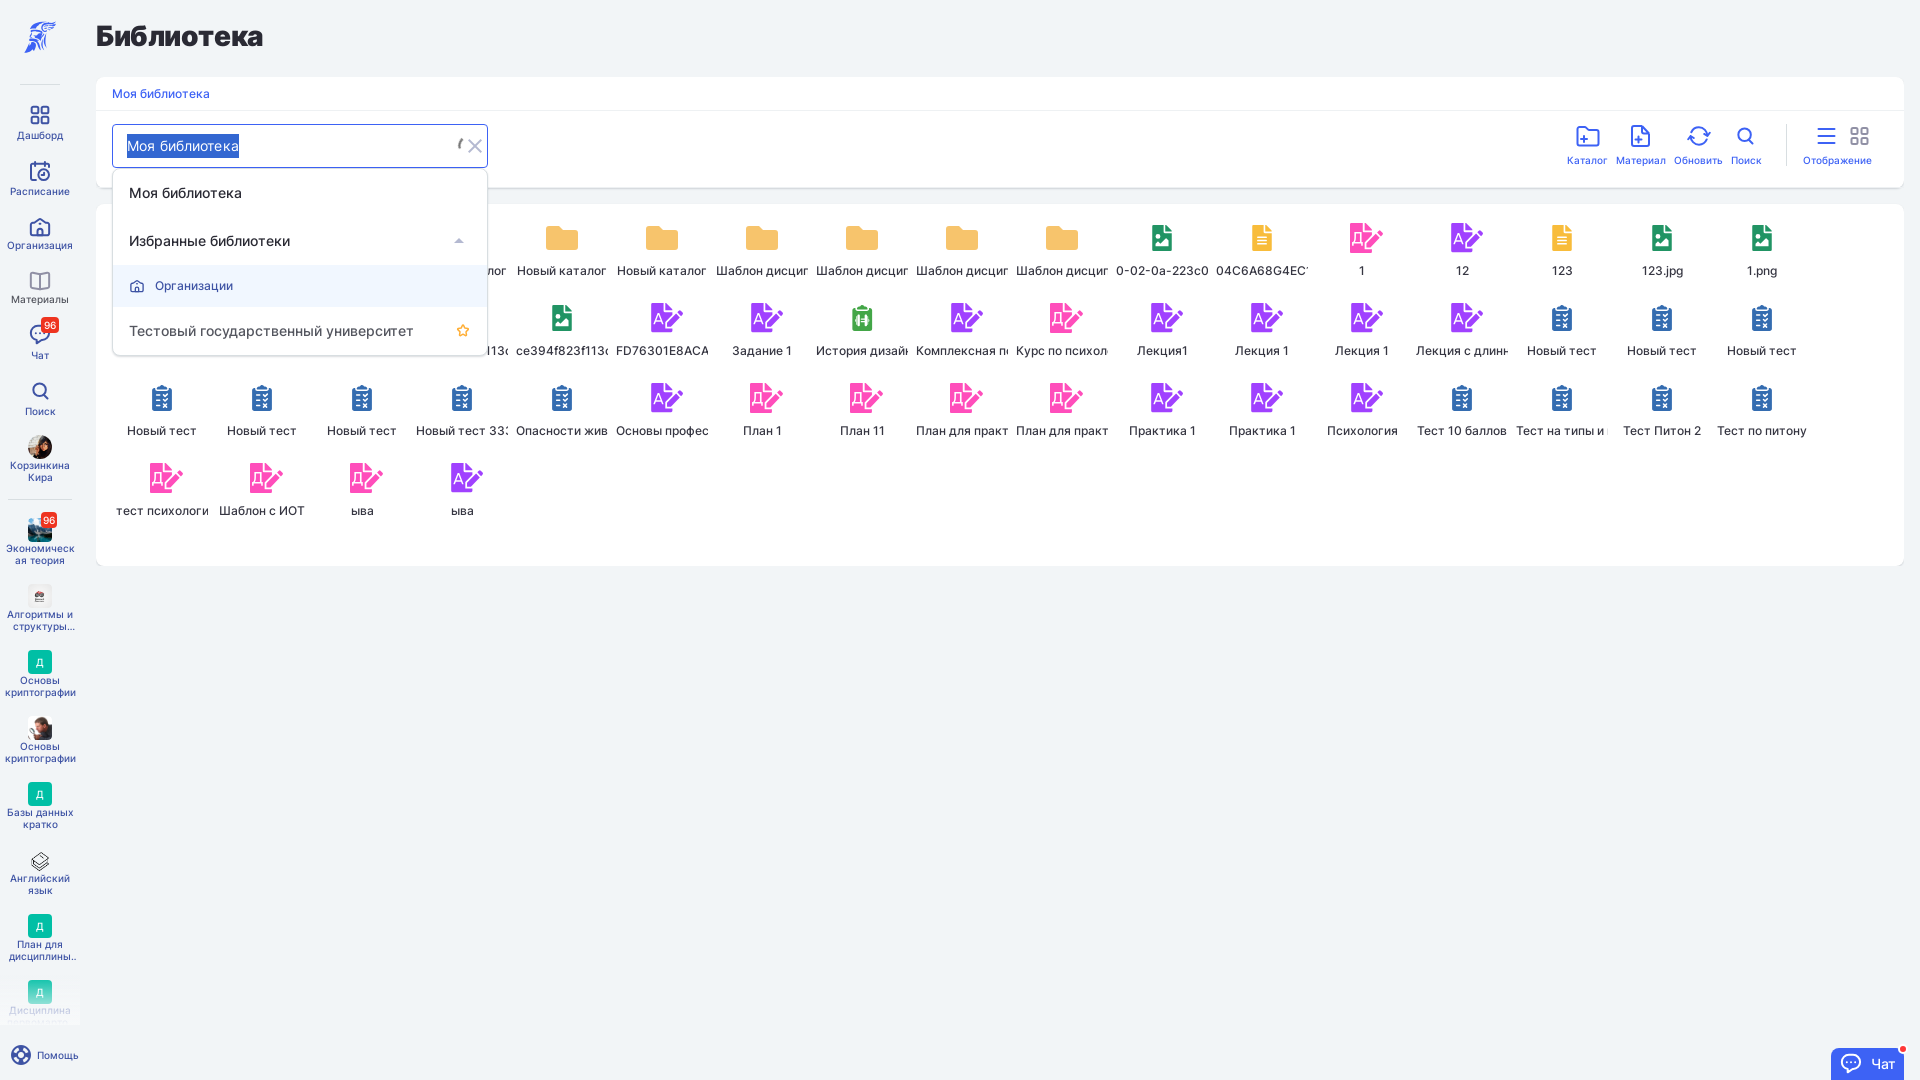 Библиотека
Моя библиотека
Моя библиотека
Каталог
Материал
Обновить
Поиск
Отображение
Моя библиотека
Избранные библиотеки
Организации
Тестовый государственный университет
Дашборд
Расписание
Организация
Материалы
96
Чат
Поиск
Корзинкина
Кира
96
Экономическ
ая теория
Алгоритмы и
структуры...
Д
Основы
криптографии
Основы
криптографии
Д
Базы данных
кратко
Английский
язык
Д
План для
дисциплины..
Д
Дисциплина
Помощь
Новый каталог
Новый каталог
Шаблон дисцип
Шаблон дисцип
Шаблон дисцип
Шаблон дисцип
0-02-0a-223c0
04C6A68G4EC
1
12
123
123.jpg
1.png
ce394f823f113c
FD76301E8ACA
Задание 1
История дизайн
Комплексная п
Курс по психол
Лекция1
Лекция 1
Лекция 1
Лекция с длинн
Новый тест
Новый тест
Новый тест
Новый тест
Новый тест
Новый тест
Новый тест 333
Опасности жив
Основы профес
План 1
План 11
План для практ
План для практ
Практика 1
Практика 1
Психология
Тест 10 баллов
Тест на типы и
Тест Питон 2
Тест по питону
тест психологи
Шаблон с ИОТ
ыва
ыва
Чат